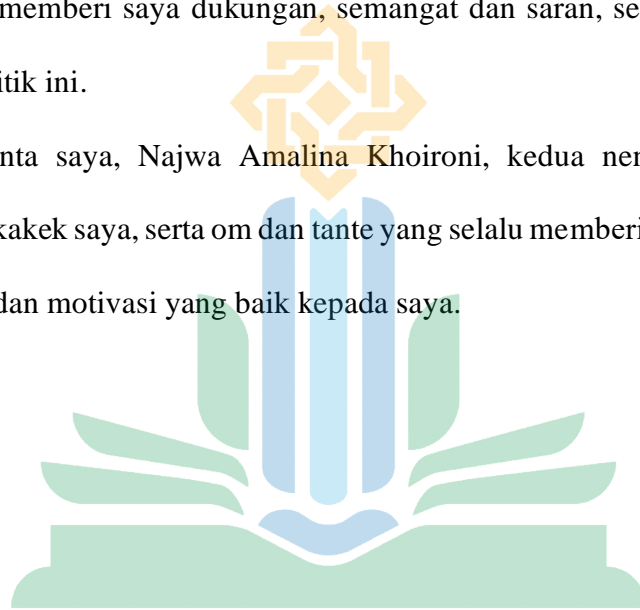 memberi saya dukungan, semangat dan saran, se
itik ini.
nta saya, Najwa Amalina Khoironi, kedua nen
kakek saya, serta om dan tante yang selalu memberi
dan motivasi yang baik kepada saya.